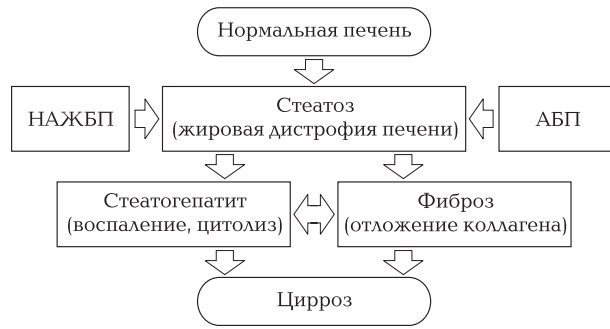 Нормальная печень
НАЖБП
Стеатоз
(жировая дистрофия печени)
АБП
Стеатогепатит
(воспаление, цитолиз)
Фиброз
(отложение коллагена)
Цирроз